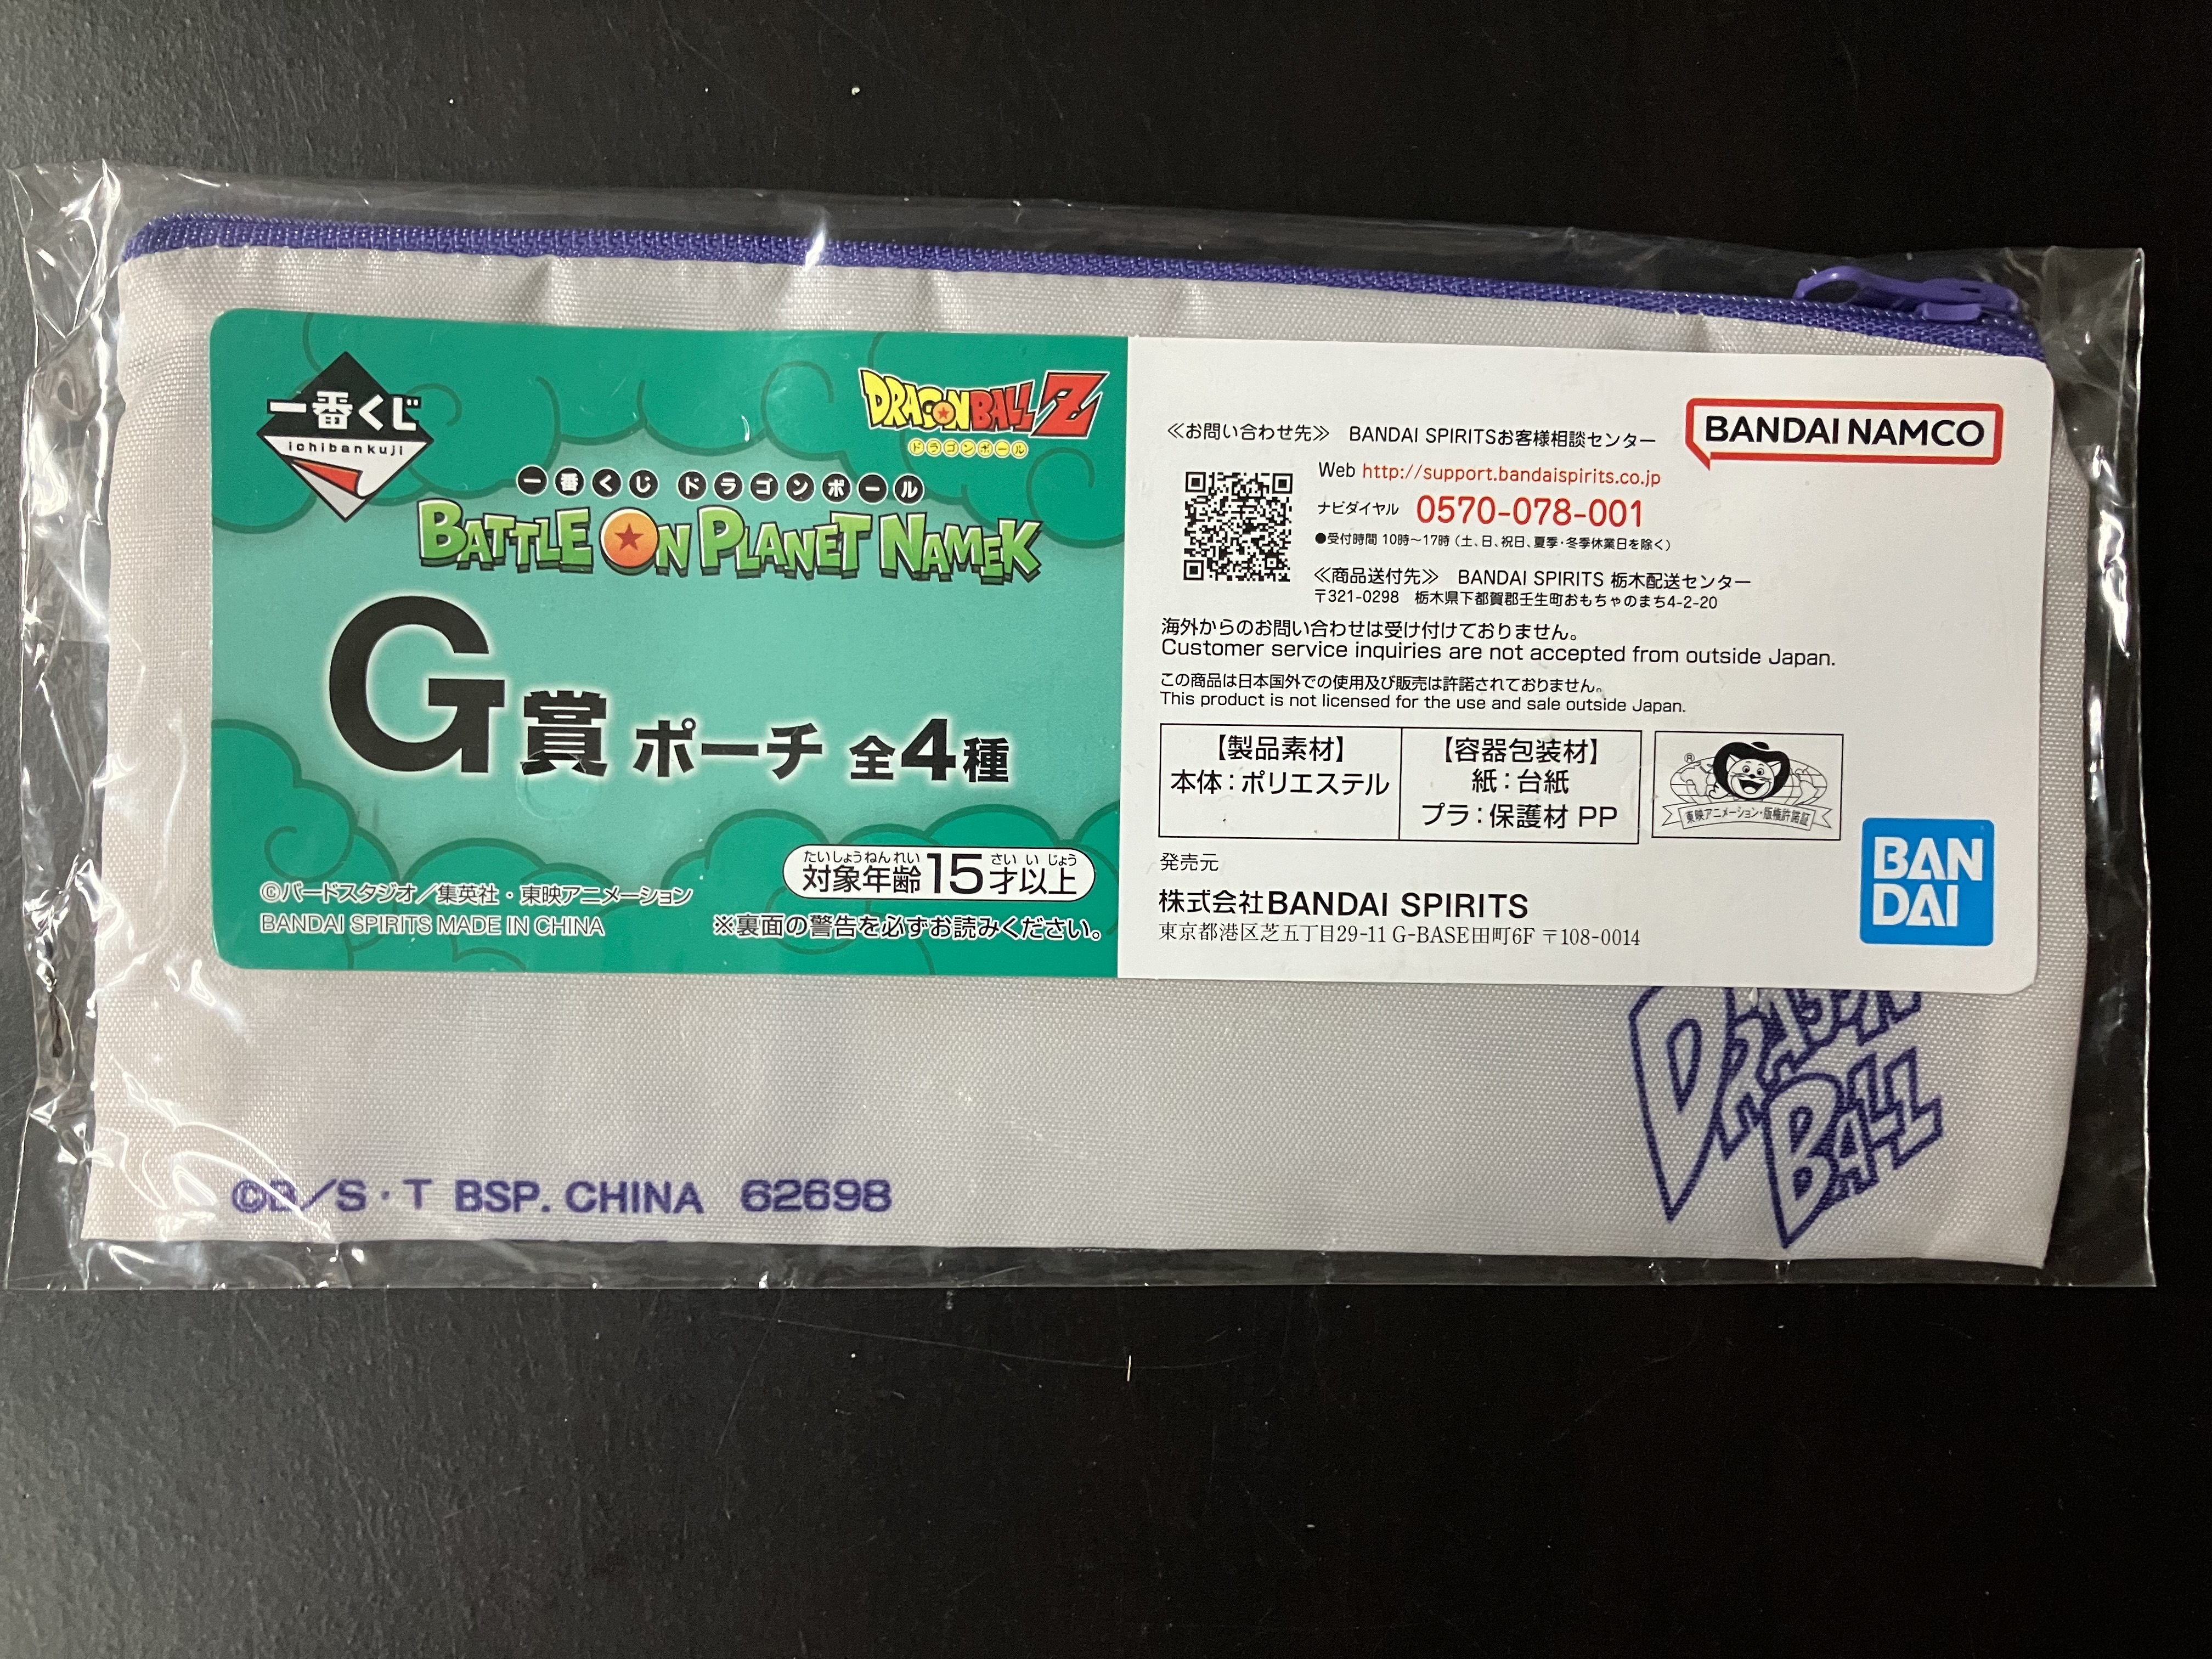 一番くじ
ichibankuji
DRAGONBALL Z
ドラゴンボール
一番くじ ドラゴンボール
BATTLE ON PLANET NAMEK
G賞 ポーチ 全4種
たいしょうねんれい さい い じょう
対象年齢15才以上
©バードスタジオ／集英社・東映アニメーション
BANDAI SPIRITS MADE IN CHINA
※裏面の警告を必ずお読みください。
≪お問い合わせ先≫ BANDAI SPIRITSお客様相談センター
BANDAI NAMCO
Web http://support.bandaispirits.co.jp
ナビダイヤル 0570-078-001
●受付時間 10時～17時（土、日、祝日、夏季・冬季休業日を除く）
≪商品送付先≫ BANDAI SPIRITS 栃木配送センター
〒321-0298 栃木県下都賀郡壬生町おもちゃのまち4-2-20
海外からのお問い合わせは受け付けておりません。
Customer service inquiries are not accepted from outside Japan.
この商品は日本国外での使用及び販売は許諾されておりません。
This product is not licensed for the use and sale outside Japan.
【製品素材】
本体：ポリエステル
【容器包装材】
紙：台紙
プラ：保護材 PP
®
東映アニメーション・版権許諾証
発売元
株式会社BANDAI SPIRITS
東京都港区芝五丁目29-11 G-BASE田町6F 〒108-0014
BAN
DAI
DRAGON
BALL
©B／S・T BSP. CHINA 62698